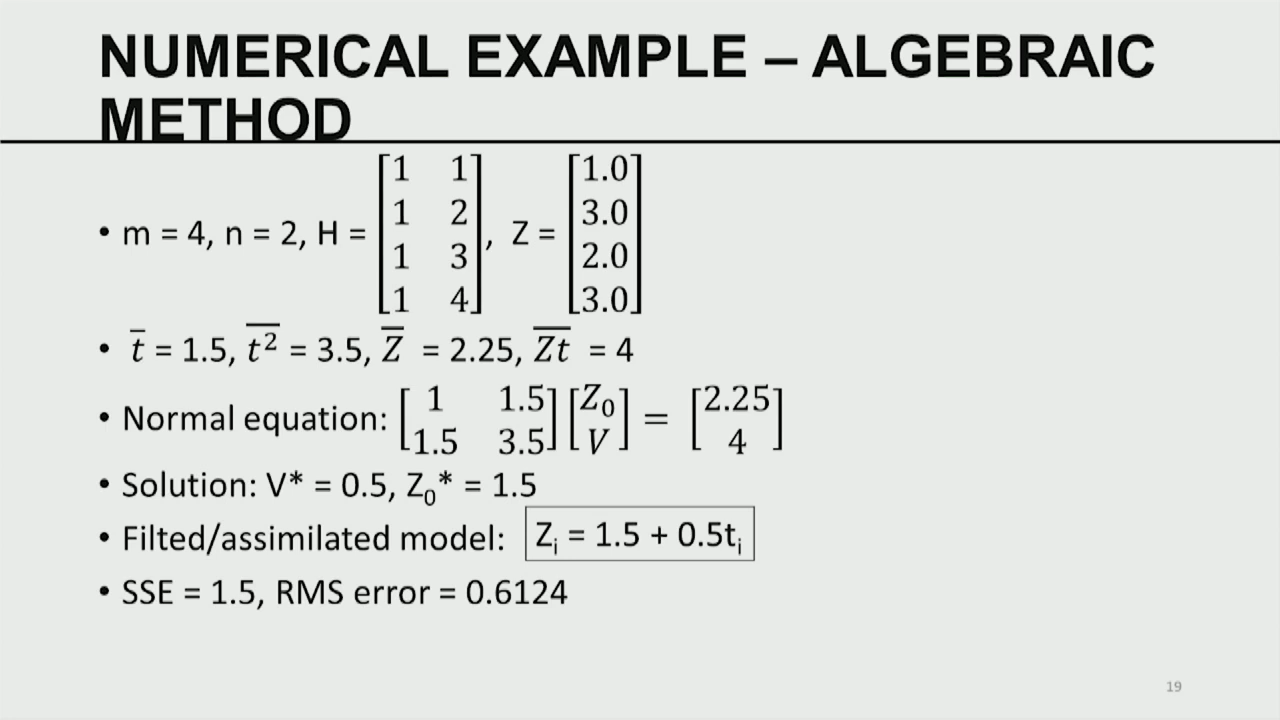 NUMERICAL EXAMPLE – ALGEBRAIC
METHOD
• m = 4, n = 2, H = [1 1; 1 2; 1 3; 1 4], Z = [1.0; 3.0; 2.0; 3.0]
• t̅ = 1.5, t²̅ = 3.5, Z̅ = 2.25, Z̅t̅ = 4
• Normal equation: [1 1.5; 1.5 3.5] [Z₀; V] = [2.25; 4]
• Solution: V* = 0.5, Z₀* = 1.5
• Filted/assimilated model: Zᵢ = 1.5 + 0.5tᵢ
• SSE = 1.5, RMS error = 0.6124
19